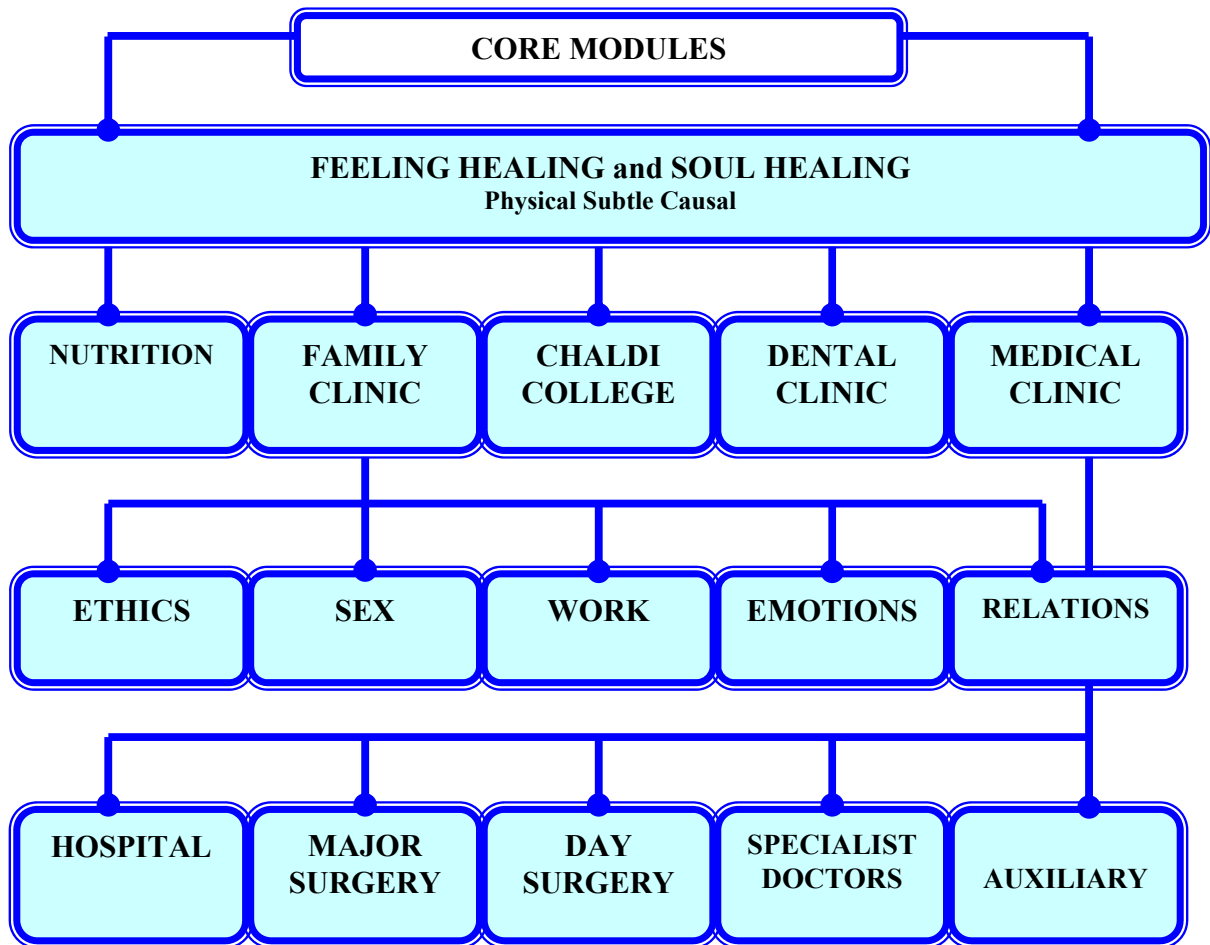 CORE MODULES
FEELING HEALING and SOUL HEALING
Physical Subtle Causal
NUTRITION
FAMILY
CLINIC
CHALDI
COLLEGE
DENTAL
CLINIC
MEDICAL
CLINIC
ETHICS
SEX
WORK
EMOTIONS
RELATIONS
HOSPITAL
MAJOR
SURGERY
DAY
SURGERY
SPECIALIST
DOCTORS
AUXILIARY